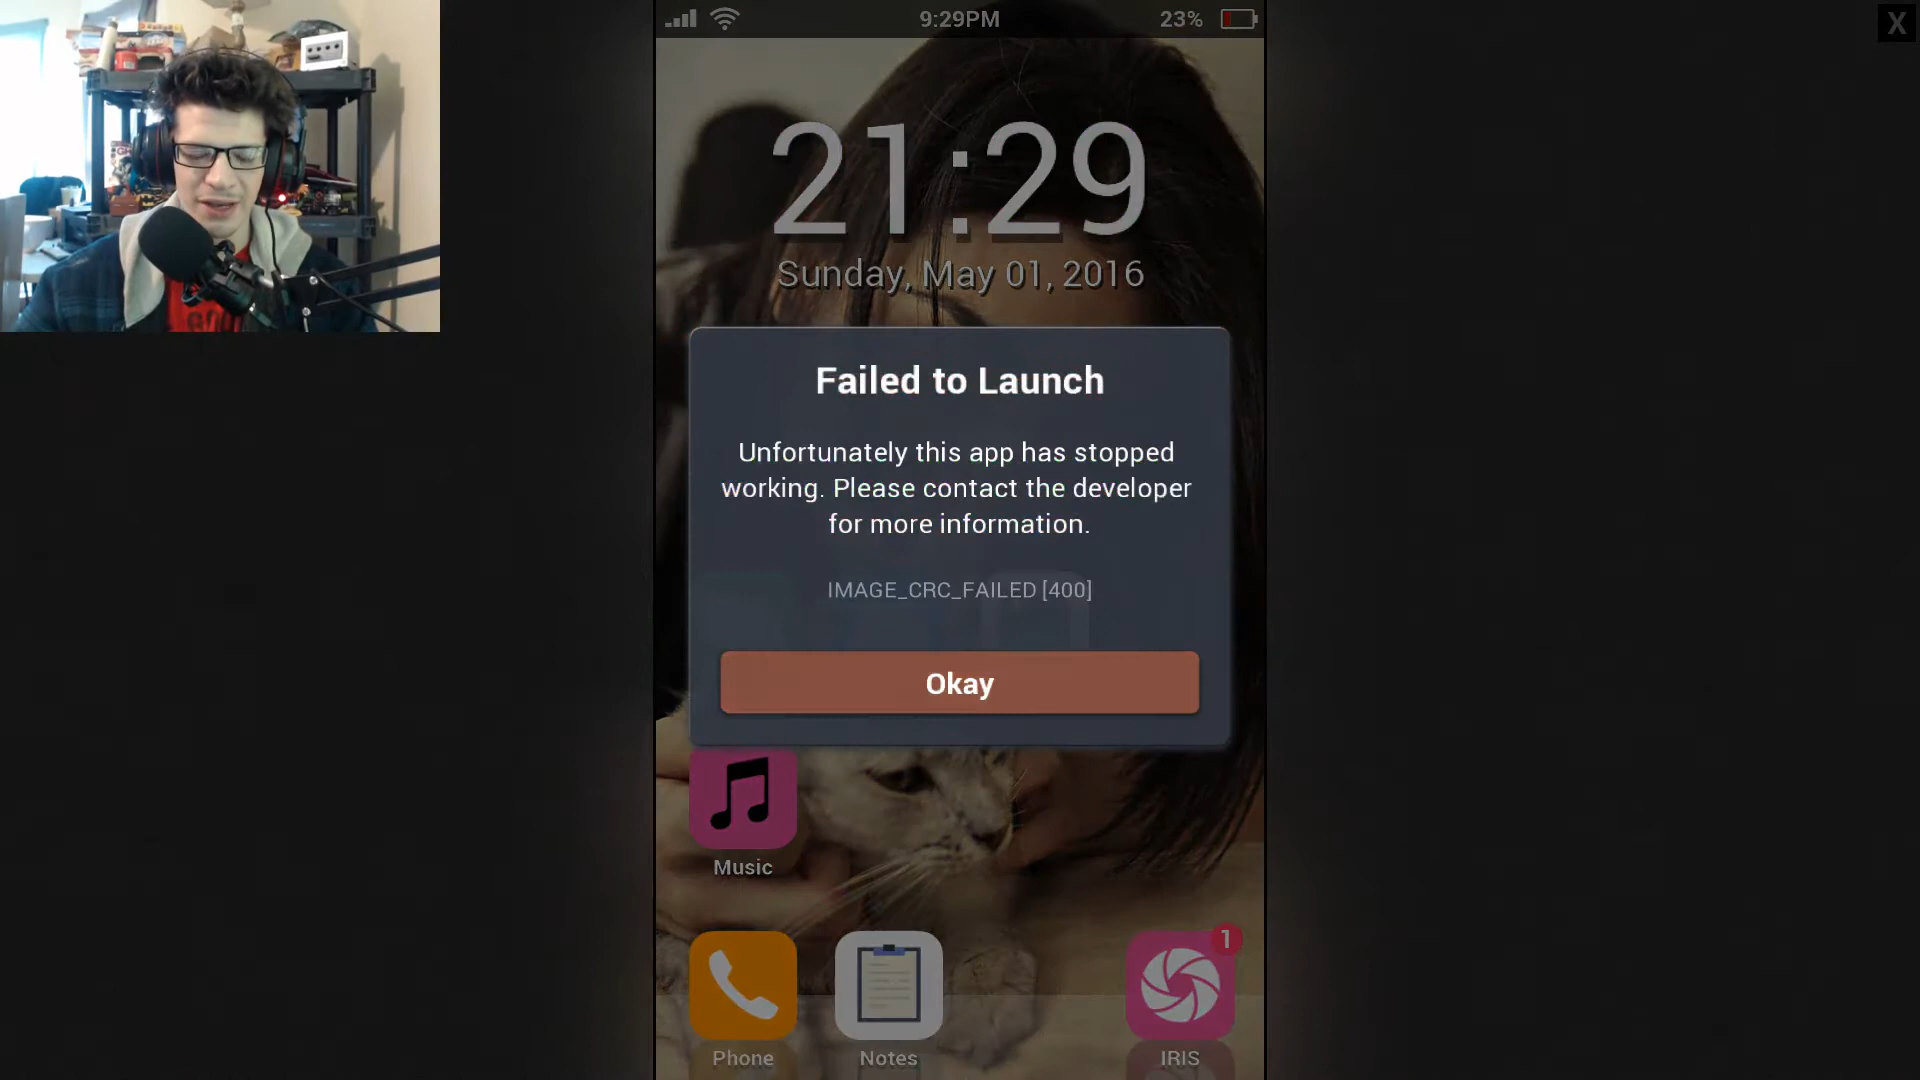 9:29PM
23%
X
21:29
Sunday, May 01, 2016
Failed to Launch
Unfortunately this app has stopped
working. Please contact the developer
for more information.
IMAGE_CRC_FAILED [400]
Okay
Music
1
Phone
Notes
IRIS